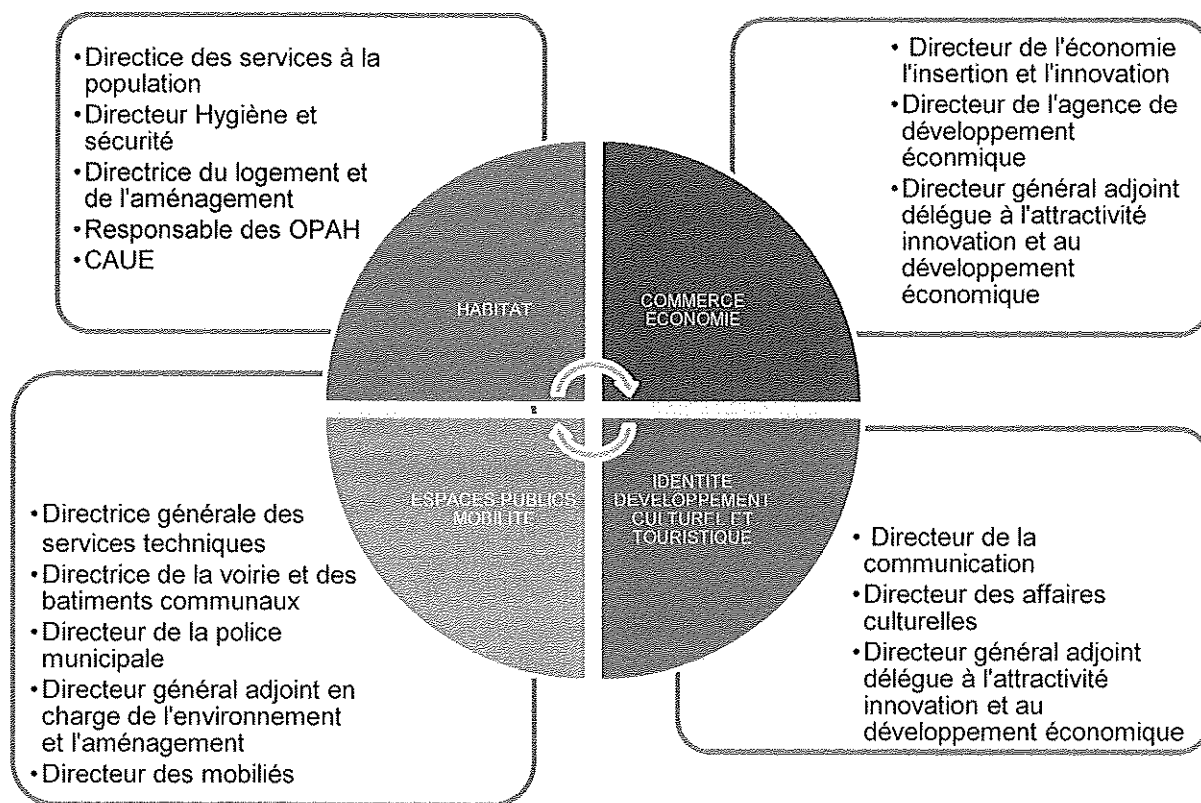 •Directice des services à la
population
•Directeur Hygiène et
sécurité
•Directrice du logement et
de l'aménagement
•Responsable des OPAH
•CAUE
• Directeur de l'économie
l'insertion et l'innovation
•Directeur de l'agence de
développement
éconmique
•Directeur général adjoint
délégue à l'attractivité
innovation et au
développement
économique
HABITAT
COMMERCE
ECONOMIE
ESPACES PUBLICS
MOBILITE
IDENTITE
DEVELOPPEMENT
CULTUREL ET
TOURISTIQUE
•Directrice générale des
services techniques
•Directrice de la voirie et des
batiments communaux
•Directeur de la police
municipale
•Directeur général adjoint en
charge de l'environnement
et l'aménagement
•Directeur des mobiliés
• Directeur de la
communication
•Directeur des affaires
culturelles
•Directeur général adjoint
délégue à l'attractivité
innovation et au
développement économique